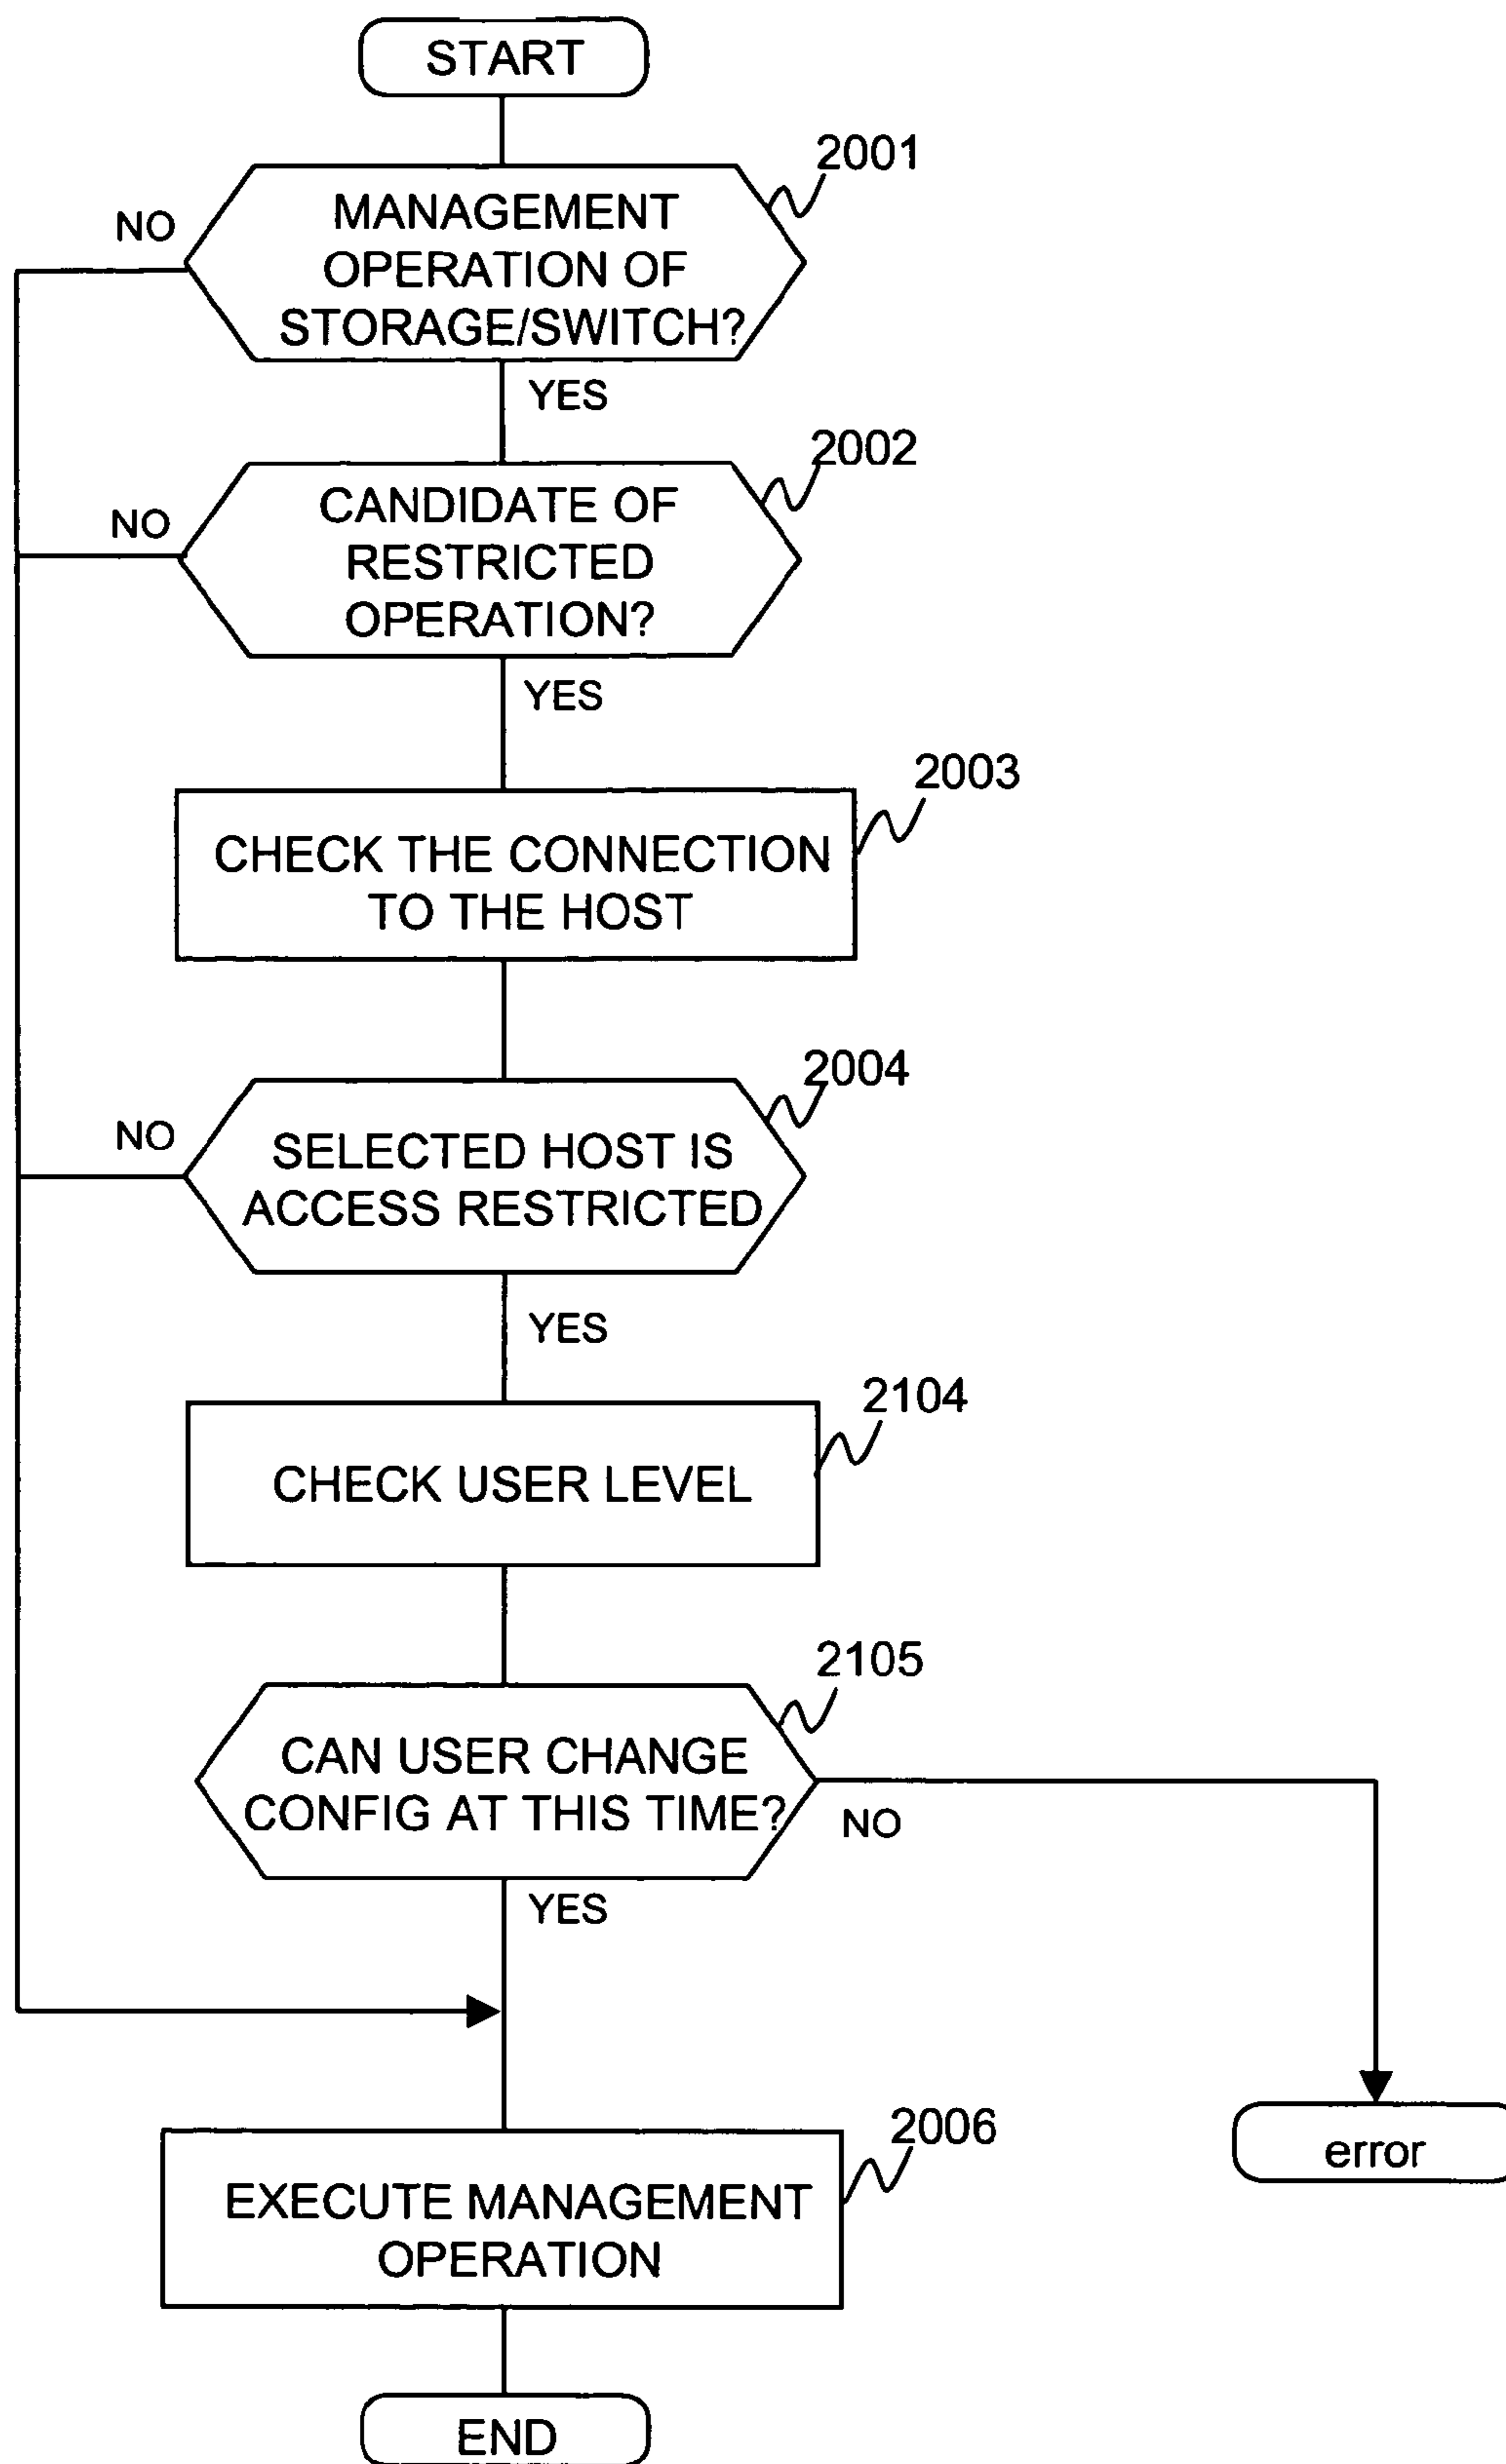 START
2001
MANAGEMENT
OPERATION OF
STORAGE/SWITCH?
NO
YES
2002
CANDIDATE OF
RESTRICTED
OPERATION?
NO
YES
2003
CHECK THE CONNECTION
TO THE HOST
2004
SELECTED HOST IS
ACCESS RESTRICTED
NO
YES
2104
CHECK USER LEVEL
2105
CAN USER CHANGE
CONFIG AT THIS TIME?
NO
YES
2006
EXECUTE MANAGEMENT
OPERATION
error
END